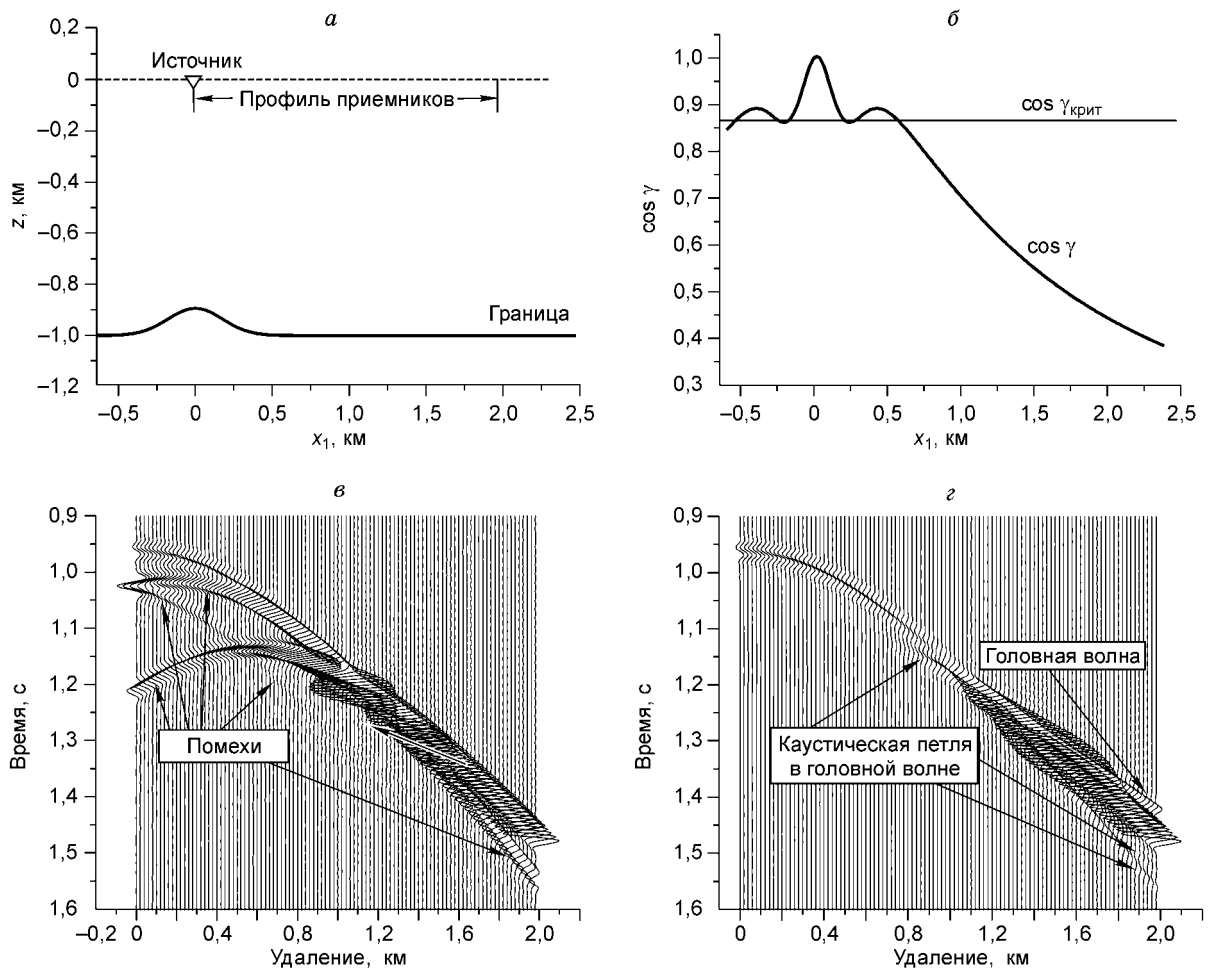 а
0,2
0
−0,2
−0,4
−0,6
−0,8
−1,0
−1,2
z, км
Источник
Профиль приемников
Граница
−0,5
0
0,5
1,0
1,5
2,0
2,5
x₁, км
б
1,0
0,9
0,8
0,7
0,6
0,5
0,4
0,3
cos γ
cos γкрит
cos γ
−0,5
0
0,5
1,0
1,5
2,0
2,5
x₁, км
в
0,9
1,0
1,1
1,2
1,3
1,4
1,5
1,6
Время, с
Помехи
−0,2
0
0,4
0,8
1,2
1,6
2,0
Удаление, км
г
0,9
1,0
1,1
1,2
1,3
1,4
1,5
1,6
Время, с
Головная волна
Каустическая петля
в головной волне
0
0,4
0,8
1,2
1,6
2,0
Удаление, км